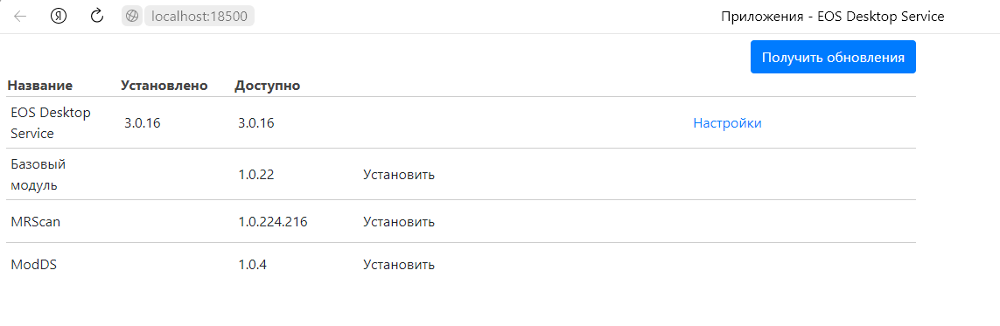 localhost:18500 Приложения - EOS Desktop Service
Получить обновления
Название Установлено Доступно
EOS Desktop
Service 3.0.16 3.0.16 Настройки
Базовый
модуль 1.0.22 Установить
MRScan 1.0.224.216 Установить
ModDS 1.0.4 Установить